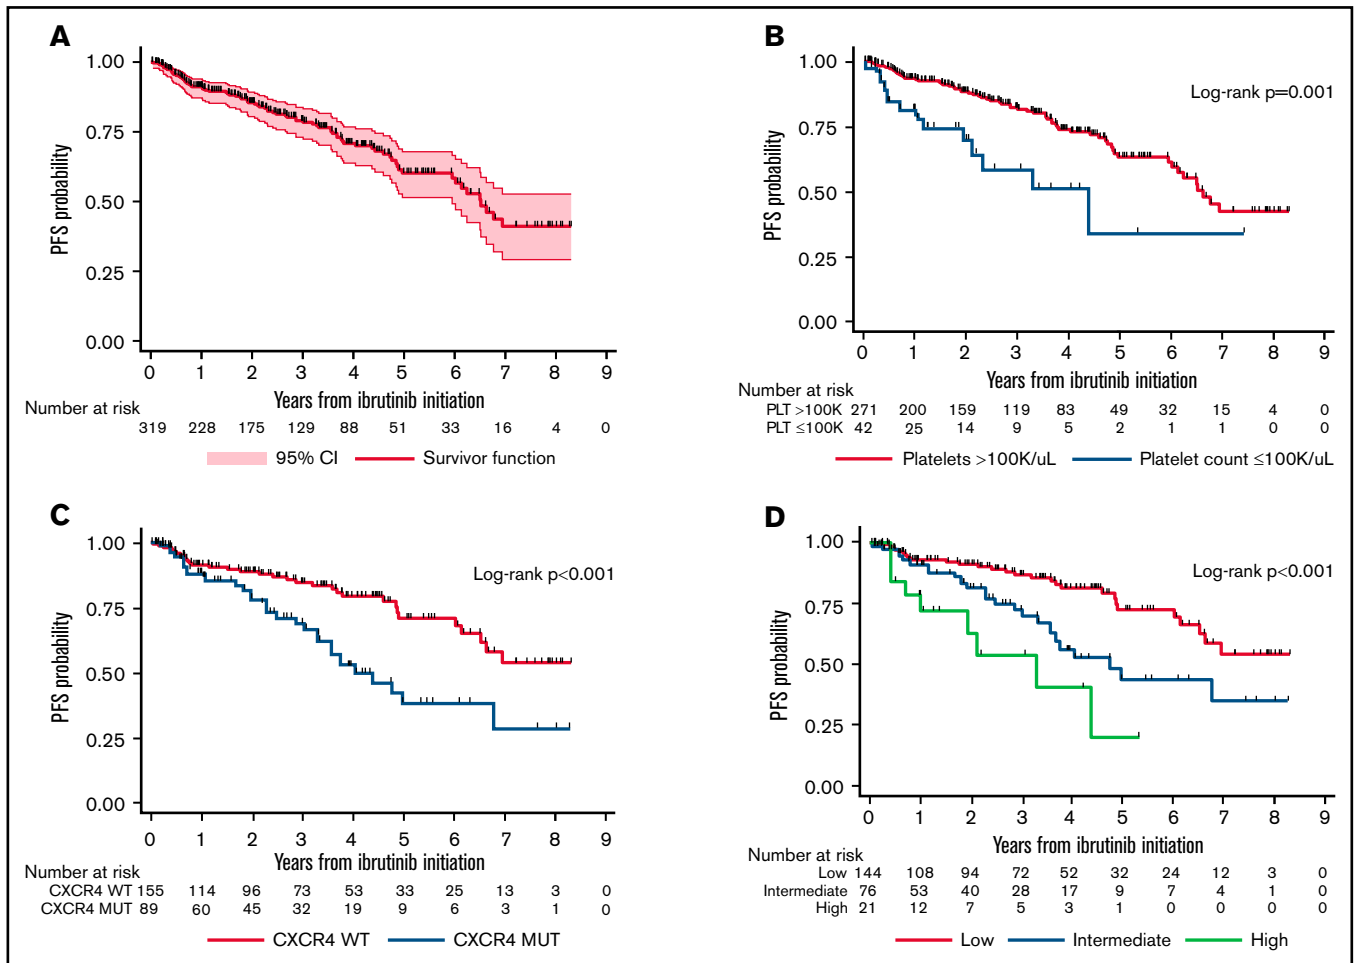 A
1.00
0.75
0.50
0.25
0.00
PFS probability
0 1 2 3 4 5 6 7 8 9
Years from ibrutinib initiation
Number at risk
319 228 175 129 88 51 33 16 4 0
95% CI Survivor function
B
1.00
0.75
0.50
0.25
0.00
PFS probability
Log-rank p=0.001
0 1 2 3 4 5 6 7 8 9
Years from ibrutinib initiation
Number at risk
PLT >100K 271 200 159 119 83 49 32 15 4 0
PLT ≤100K 42 25 14 9 5 2 1 1 0 0
Platelets >100K/uL Platelet count ≤100K/uL
C
1.00
0.75
0.50
0.25
0.00
PFS probability
Log-rank p<0.001
0 1 2 3 4 5 6 7 8 9
Years from ibrutinib initiation
Number at risk
CXCR4 WT 155 114 96 73 53 33 25 13 3 0
CXCR4 MUT 89 60 45 32 19 9 6 3 1 0
CXCR4 WT CXCR4 MUT
D
1.00
0.75
0.50
0.25
0.00
PFS probability
Log-rank p<0.001
0 1 2 3 4 5 6 7 8 9
Years from ibrutinib initiation
Number at risk
Low 144 108 94 72 52 32 24 12 3 0
Intermediate 76 53 40 28 17 9 7 4 1 0
High 21 12 7 5 3 1 0 0 0 0
Low Intermediate High